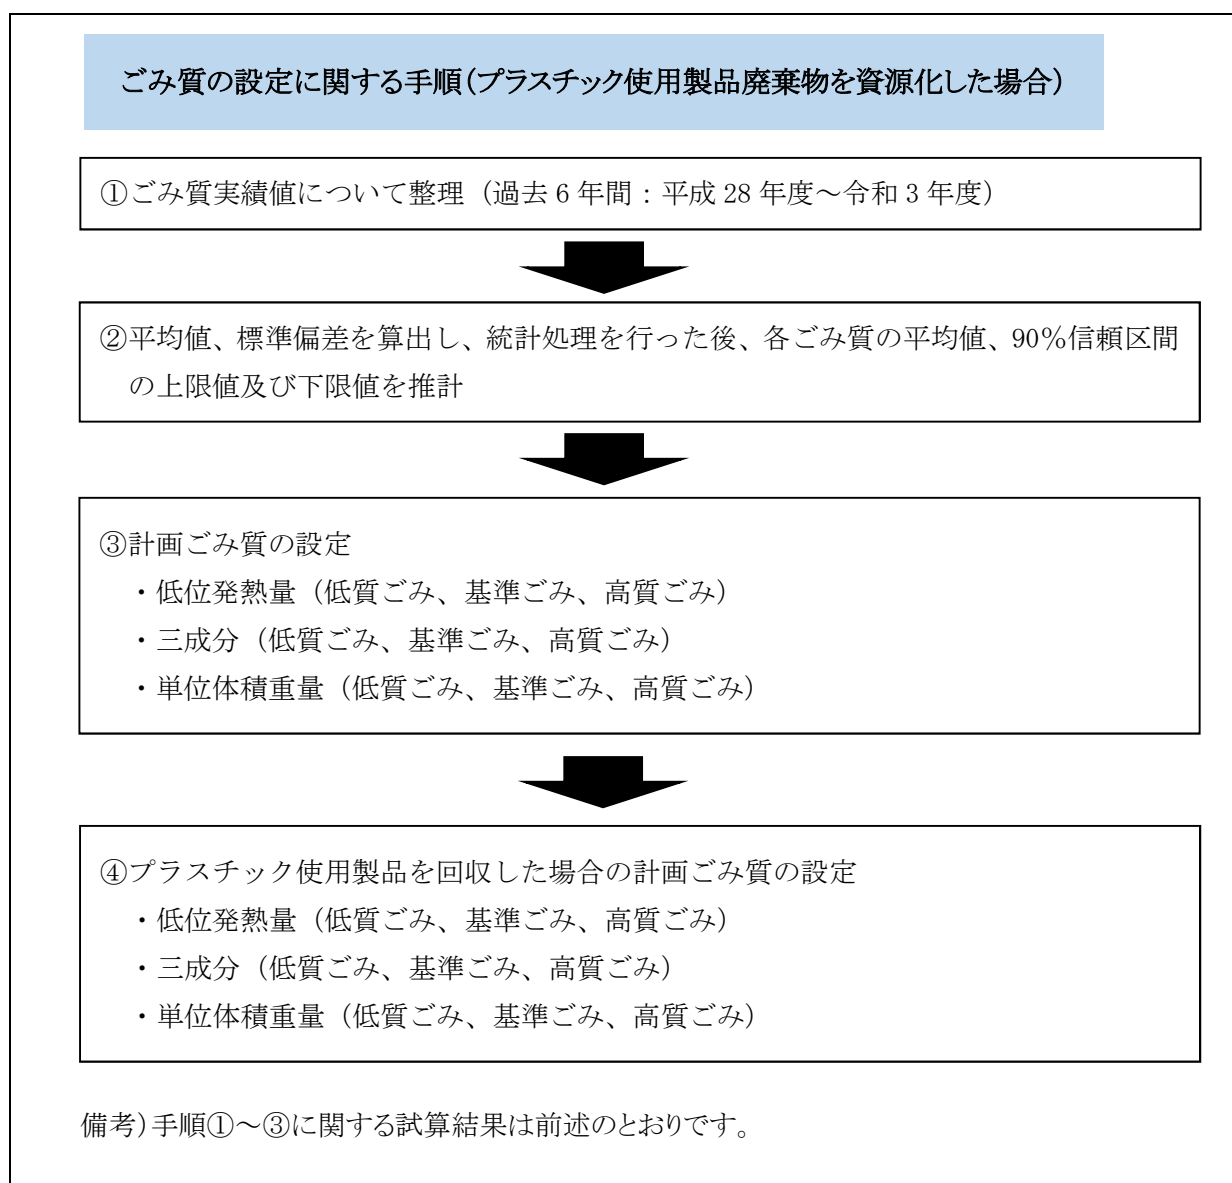 ごみ質の設定に関する手順(プラスチック使用製品廃棄物を資源化した場合)
①ごみ質実績値について整理（過去 6 年間：平成 28 年度～令和 3 年度）
②平均値、標準偏差を算出し、統計処理を行った後、各ごみ質の平均値、90％信頼区間
の上限値及び下限値を推計
③計画ごみ質の設定
・低位発熱量（低質ごみ、基準ごみ、高質ごみ）
・三成分（低質ごみ、基準ごみ、高質ごみ）
・単位体積重量（低質ごみ、基準ごみ、高質ごみ）
④プラスチック使用製品を回収した場合の計画ごみ質の設定
・低位発熱量（低質ごみ、基準ごみ、高質ごみ）
・三成分（低質ごみ、基準ごみ、高質ごみ）
・単位体積重量（低質ごみ、基準ごみ、高質ごみ）
備考)手順①～③に関する試算結果は前述のとおりです。